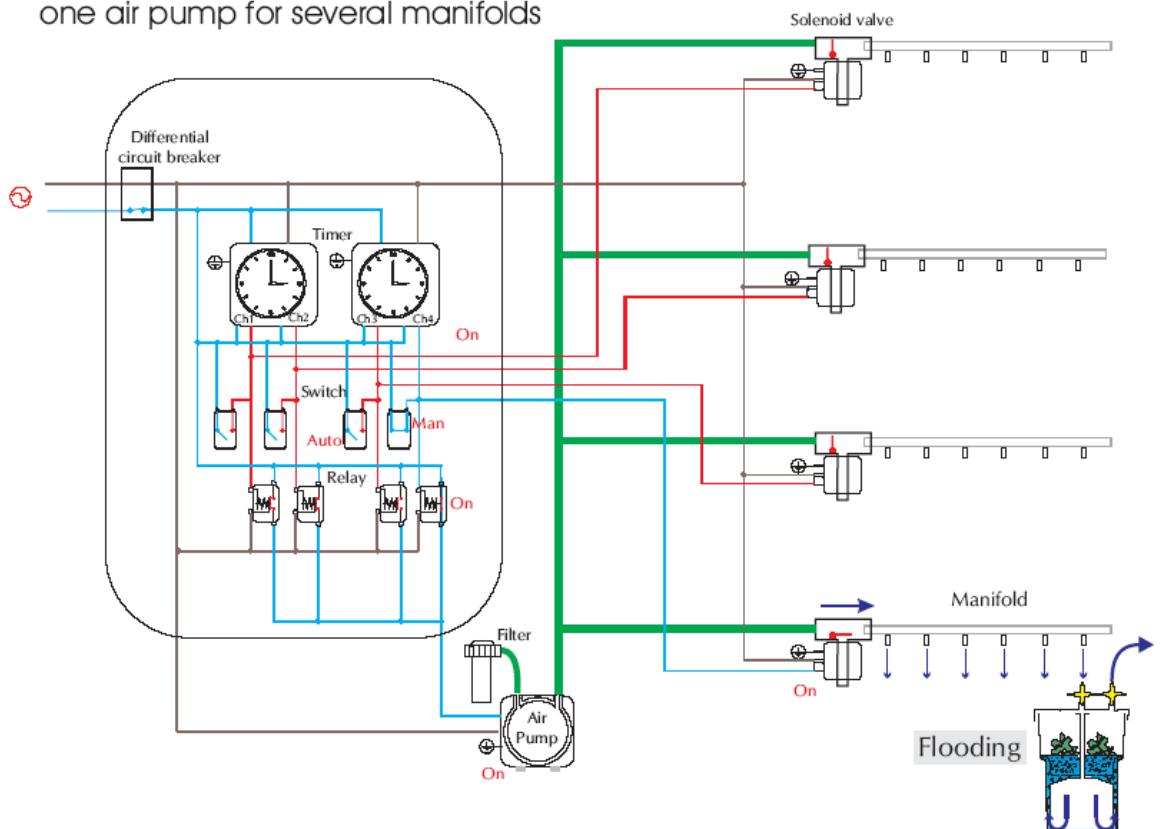 one air pump for several manifolds
Solenoid valve
Differential
circuit breaker
Timer
Ch1
Ch2
Ch3
Ch4
On
Switch
Auto
Man
Relay
On
Manifold
Filter
On
Air
Pump
On
Flooding